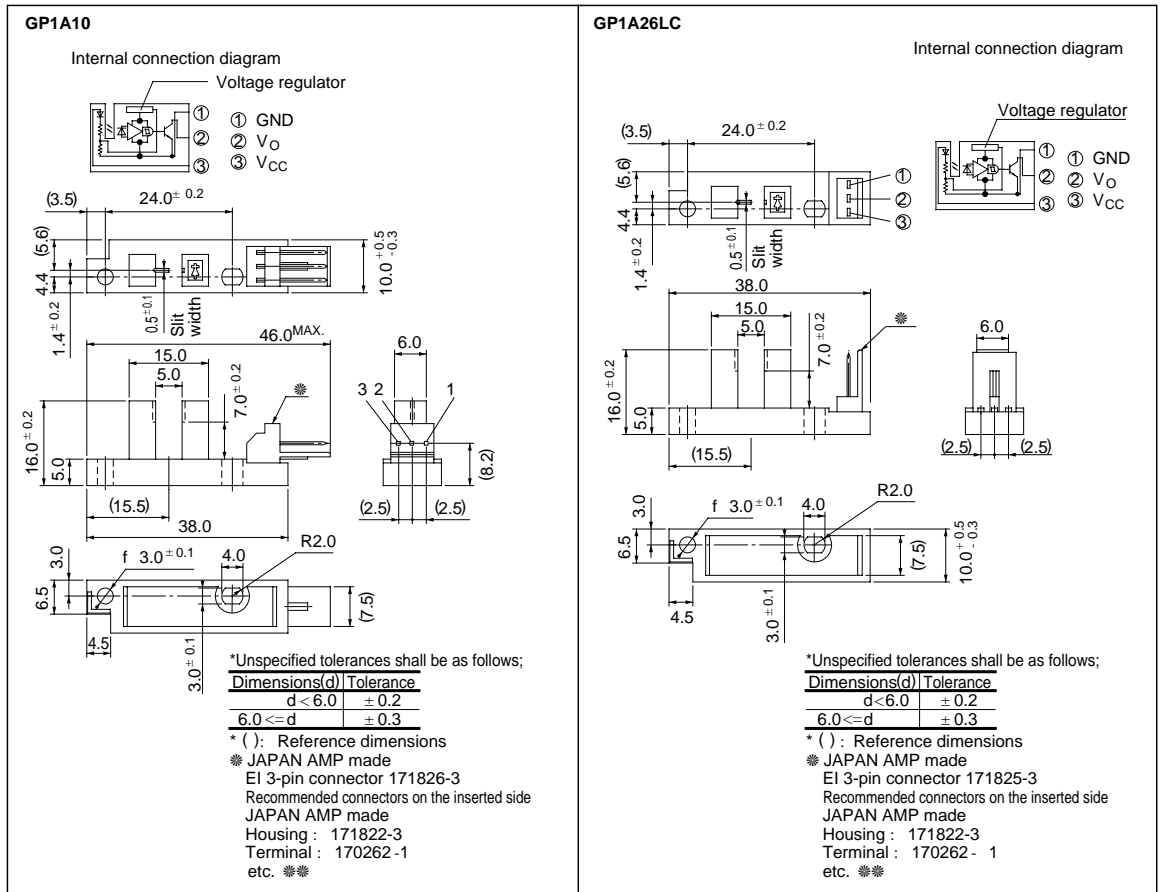 GP1A10
Internal connection diagram
Voltage regulator
1 GND
2 VO
3 VCC
1
2
3
(3.5)
24.0± 0.2
(5.6)
4.4
1.4± 0.2
0.5±0.1
Slit
width
10.0+0.5
-0.3
46.0MAX.
15.0
5.0
7.0± 0.2
❊
6.0
3 2 1
16.0± 0.2
5.0
(8.2)
(15.5)
(2.5) (2.5)
38.0
f 3.0± 0.1
4.0
R2.0
3.0
6.5
4.5
3.0± 0.1
(7.5)
*Unspecified tolerances shall be as follows;
Dimensions(d) Tolerance
d<6.0 ± 0.2
6.0<=d ± 0.3
* ( ): Reference dimensions
❊ JAPAN AMP made
EI 3-pin connector 171826-3
Recommended connectors on the inserted side
JAPAN AMP made
Housing : 171822-3
Terminal : 170262-1
etc. ❊❊
GP1A26LC
Internal connection diagram
Voltage regulator
1 GND
2 VO
3 VCC
1
2
3
(3.5)
24.0± 0.2
(5.6)
4.4
1.4± 0.2
0.5±0.1
Slit
width
1
2
3
38.0
15.0
5.0
7.0± 0.2
❊
6.0
16.0± 0.2
5.0
(15.5)
(2.5) (2.5)
f 3.0± 0.1
4.0
R2.0
3.0
6.5
4.5
3.0± 0.1
(7.5)
10.0+ 0.5
- 0.3
*Unspecified tolerances shall be as follows;
Dimensions(d) Tolerance
d<6.0 ± 0.2
6.0<=d ± 0.3
* ( ) : Reference dimensions
❊ JAPAN AMP made
EI 3-pin connector 171825-3
Recommended connectors on the inserted side
JAPAN AMP made
Housing : 171822-3
Terminal : 170262- 1
etc. ❊❊